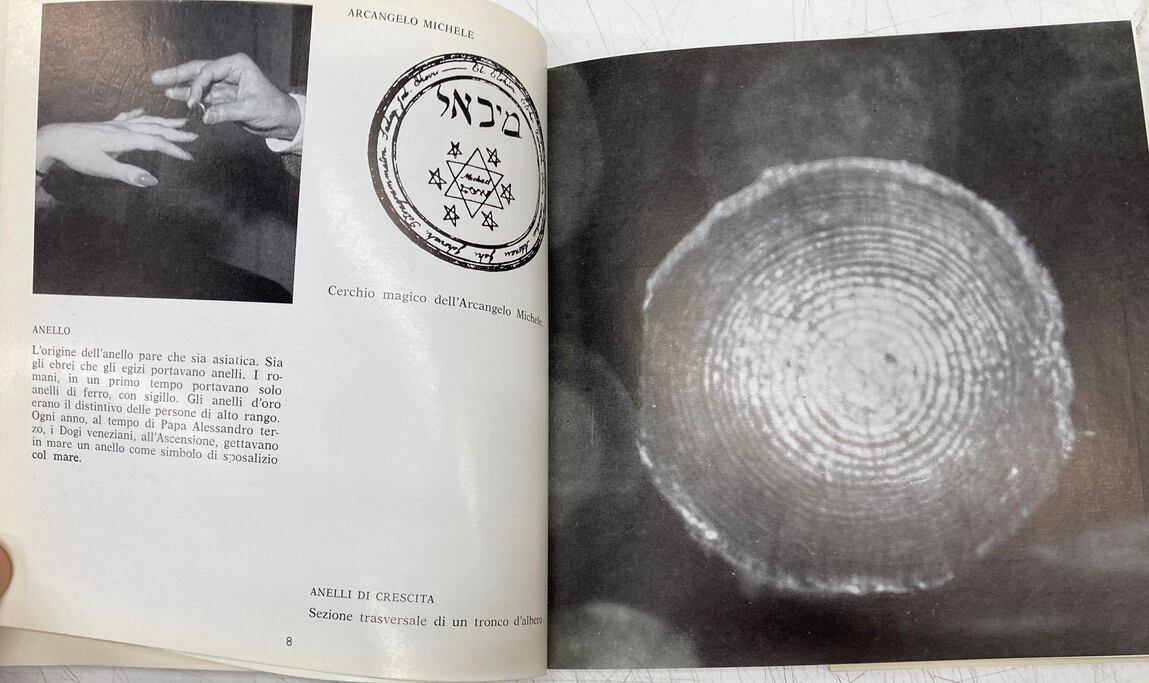 ANELLO
L'origine dell'anello pare che sia asiatica. Sia
gli ebrei che gli egizi portavano anelli. I ro-
mani, in un primo tempo portavano solo
anelli di ferro, con sigillo. Gli anelli d'oro
erano il distintivo delle persone di alto rango.
Ogni anno, al tempo di Papa Alessandro ter-
zo, i Dogi veneziani, all'Ascensione, gettavano
in mare un anello come simbolo di sposalizio
col mare.
ARCANGELO MICHELE
מיכאל
Michael
Cerchio magico dell'Arcangelo Michele.
ANELLI DI CRESCITA
Sezione trasversale di un tronco d'albero
8